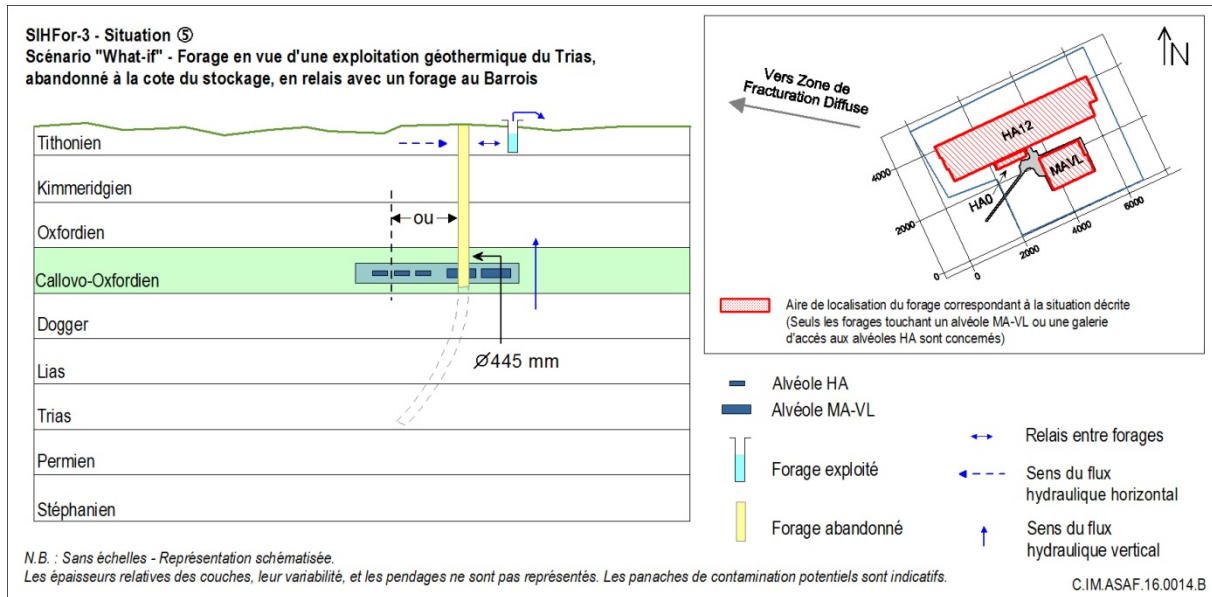 SIHFor-3 - Situation ⑤
Scénario "What-if" - Forage en vue d'une exploitation géothermique du Trias,
abandonné à la cote du stockage, en relais avec un forage au Barrois
Tithonien
Kimmeridgien
ou
Oxfordien
Callovo-Oxfordien
Dogger
Ø445 mm
Lias
Trias
Permien
Stéphanien
N
Vers Zone de
Fracturation Diffuse
HA12
MAVL
HA0
4000
2000
0
0
2000
4000
6000
Aire de localisation du forage correspondant à la situation décrite
(Seuls les forages touchant un alvéole MA-VL ou une galerie
d'accès aux alvéoles HA sont concernés)
Alvéole HA
Alvéole MA-VL
Forage exploité
Forage abandonné
Relais entre forages
Sens du flux
hydraulique horizontal
Sens du flux
hydraulique vertical
N.B. : Sans échelles - Représentation schématisée.
Les épaisseurs relatives des couches, leur variabilité, et les pendages ne sont pas représentés. Les panaches de contamination potentiels sont indicatifs.
C.IM.ASAF.16.0014.B